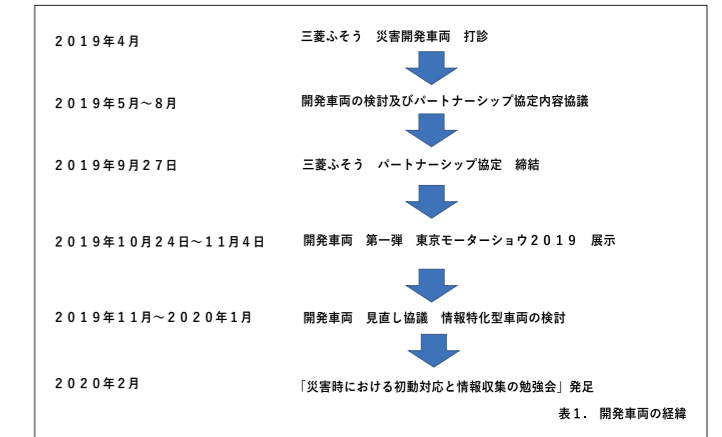 ２０１９年４月　三菱ふそう　災害開発車両　打診
２０１９年５月～８月　開発車両の検討及びパートナーシップ協定内容協議
２０１９年９月２７日　三菱ふそう　パートナーシップ協定　締結
２０１９年１０月２４日～１１月４日　開発車両　第一弾　東京モーターショウ２０１９　展示
２０１９年１１月～２０２０年１月　開発車両　見直し協議　情報特化型車両の検討
２０２０年２月　「災害時における初動対応と情報収集の勉強会」発足
表１．　開発車両の経緯